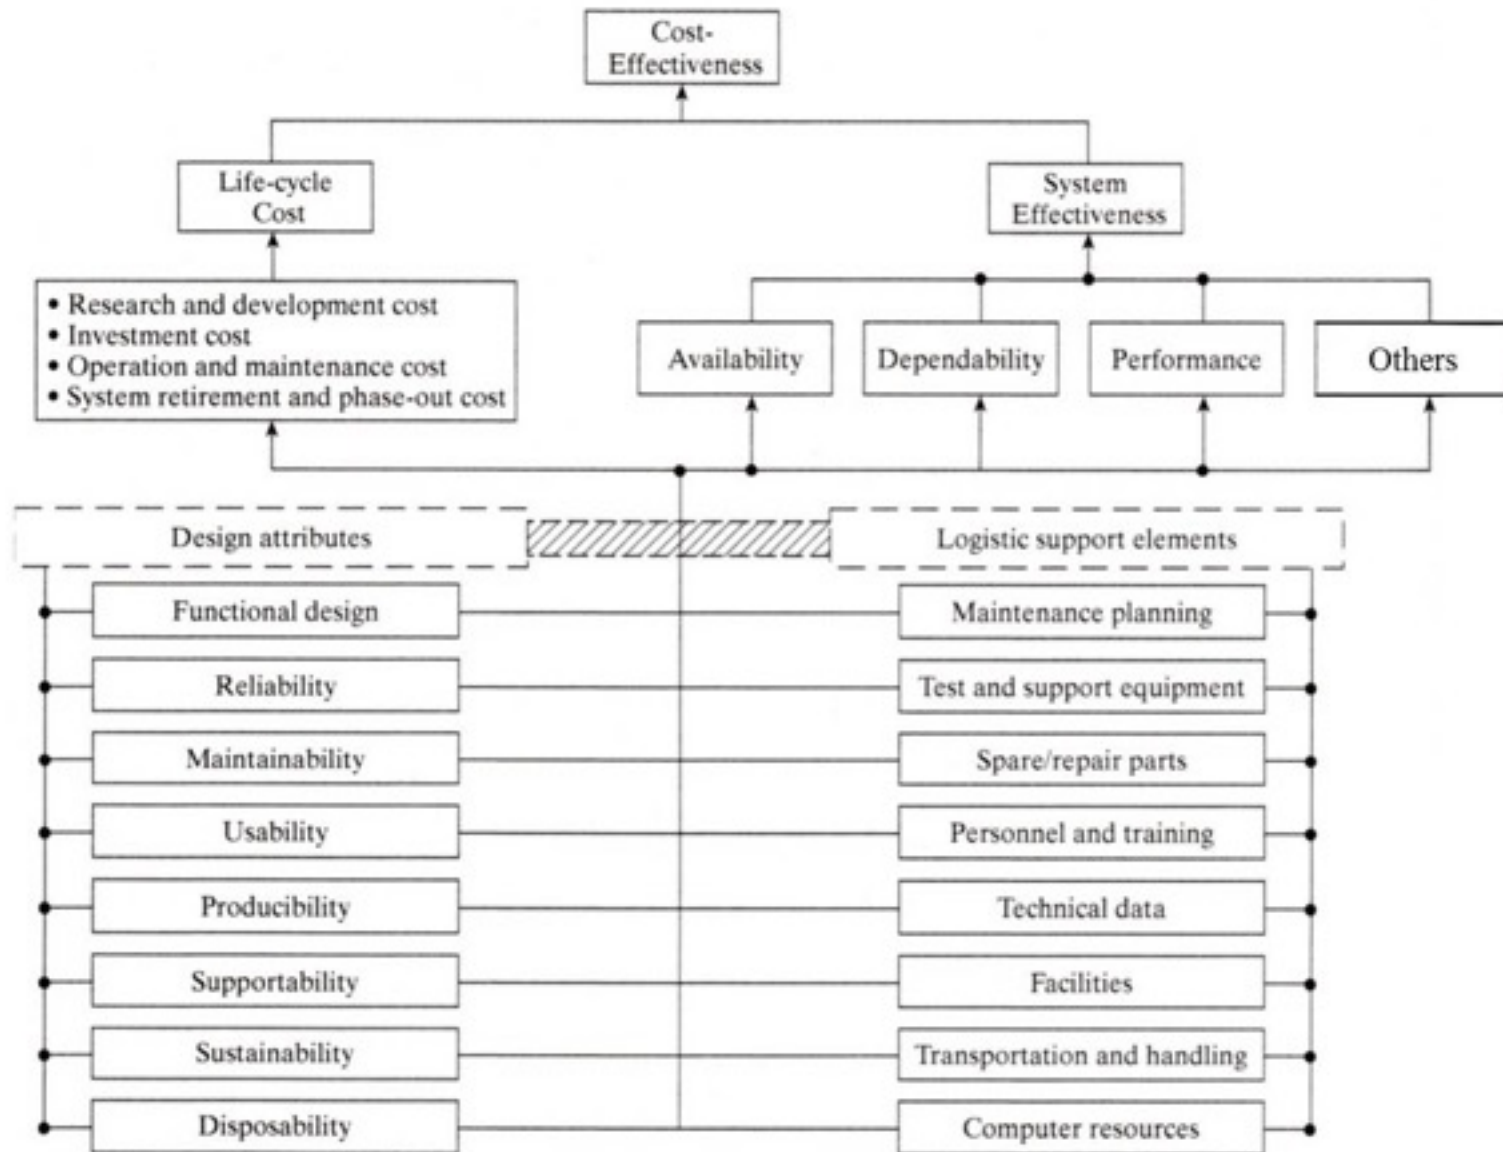 Cost-
Effectiveness
Life-cycle
Cost
System
Effectiveness
• Research and development cost
• Investment cost
• Operation and maintenance cost
• System retirement and phase-out cost
Availability
Dependability
Performance
Others
Design attributes
Logistic support elements
Functional design
Maintenance planning
Reliability
Test and support equipment
Maintainability
Spare/repair parts
Usability
Personnel and training
Producibility
Technical data
Supportability
Facilities
Sustainability
Transportation and handling
Disposability
Computer resources